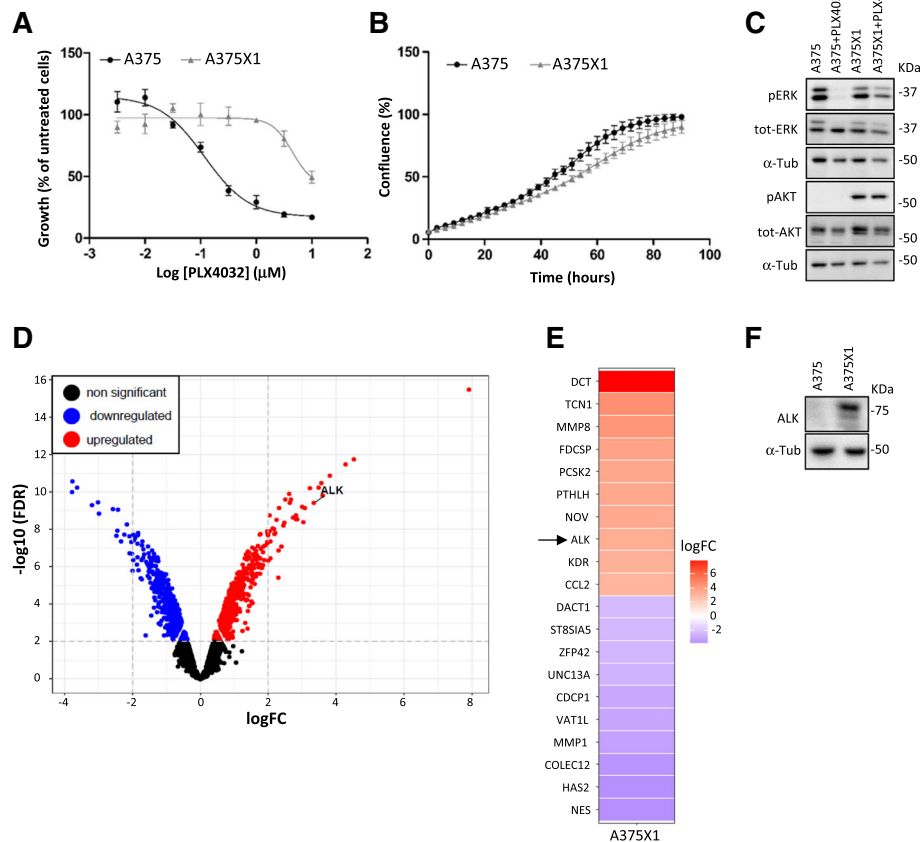 A
A375
A375X1
Growth (% of untreated cells)
150
100
50
0
-3
-2
-1
0
1
2
Log [PLX4032] (μM)
B
A375
A375X1
Confluence (%)
150
100
50
0
0
20
40
60
80
100
Time (hours)
C
A375
A375+PLX40
A375X1
A375X1+PLX
KDa
pERK
-37
tot-ERK
-37
α-Tub
-50
pAKT
-50
tot-AKT
-50
α-Tub
-50
D
non significant
downregulated
upregulated
ALK
-log10 (FDR)
16
14
12
10
8
6
4
2
0
-4
-2
0
2
4
6
8
logFC
E
DCT
TCN1
MMP8
FDCSP
PCSK2
PTHLH
NOV
ALK
KDR
CCL2
DACT1
ST8SIA5
ZFP42
UNC13A
CDCP1
VAT1L
MMP1
COLEC12
HAS2
NES
A375X1
logFC
6
4
2
0
-2
F
A375
A375X1
KDa
ALK
-75
α-Tub
-50